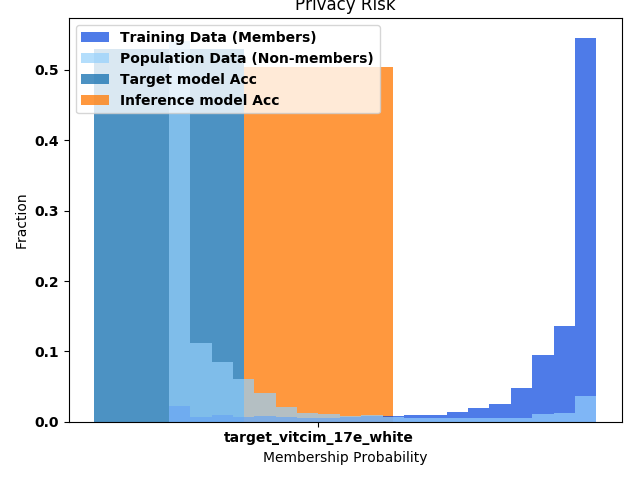 Privacy Risk
Training Data (Members)
Population Data (Non-members)
Target model Acc
Inference model Acc
0.5
0.4
0.3
0.2
0.1
0.0
Fraction
target_vitcim_17e_white
Membership Probability